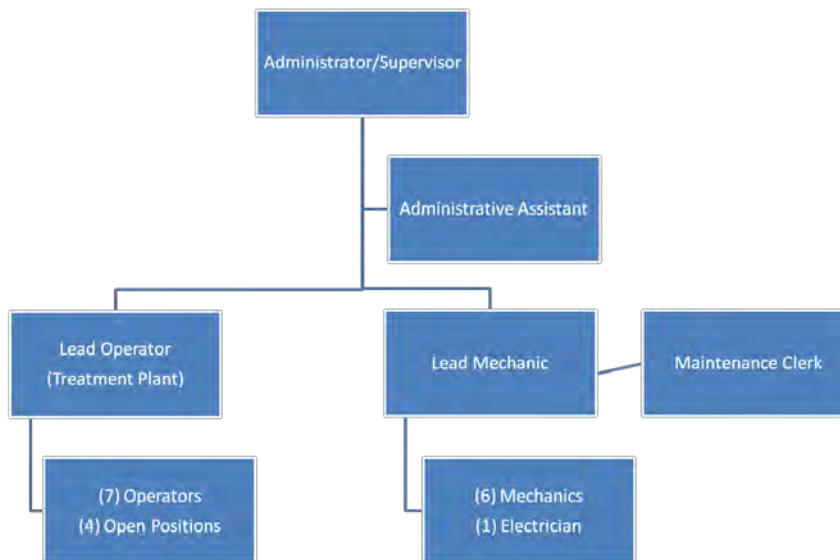 Administrator/Supervisor
Administrative Assistant
Lead Operator
(Treatment Plant)
Lead Mechanic
Maintenance Clerk
(7) Operators
(4) Open Positions
(6) Mechanics
(1) Electrician